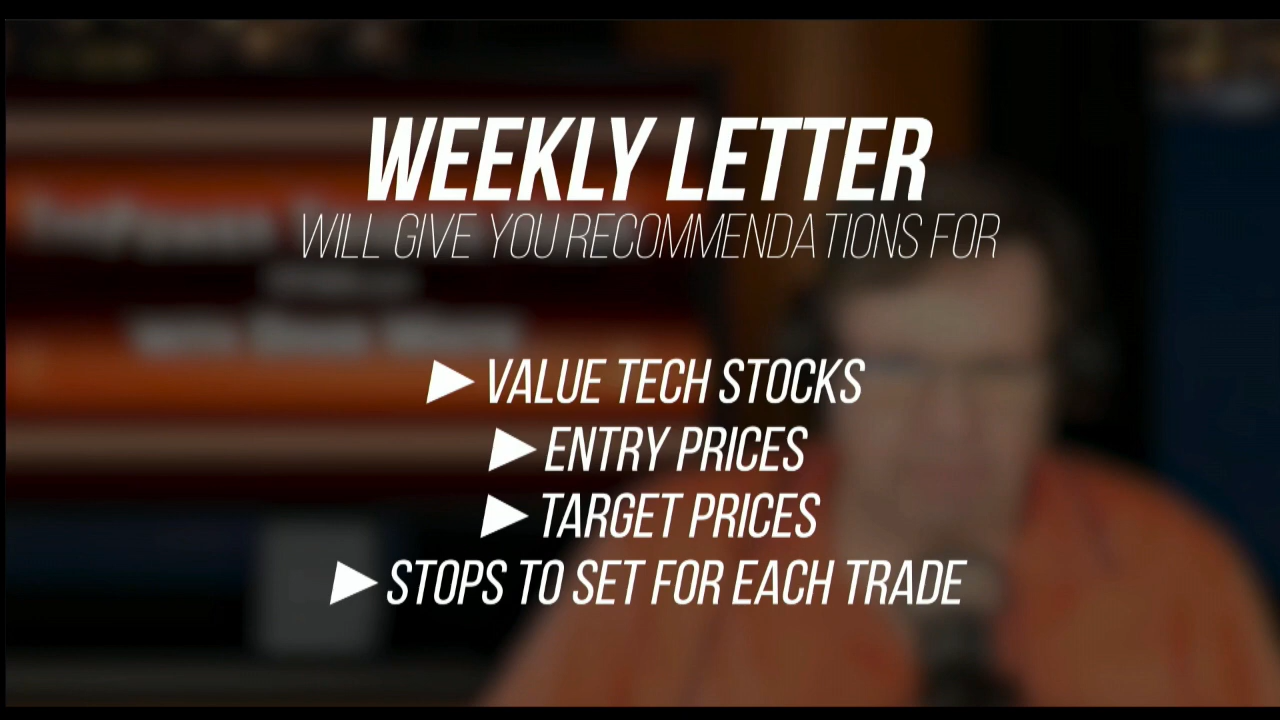 WEEKLY LETTER
WILL GIVE YOU RECOMMENDATIONS FOR
▶ VALUE TECH STOCKS
▶ ENTRY PRICES
▶ TARGET PRICES
▶ STOPS TO SET FOR EACH TRADE